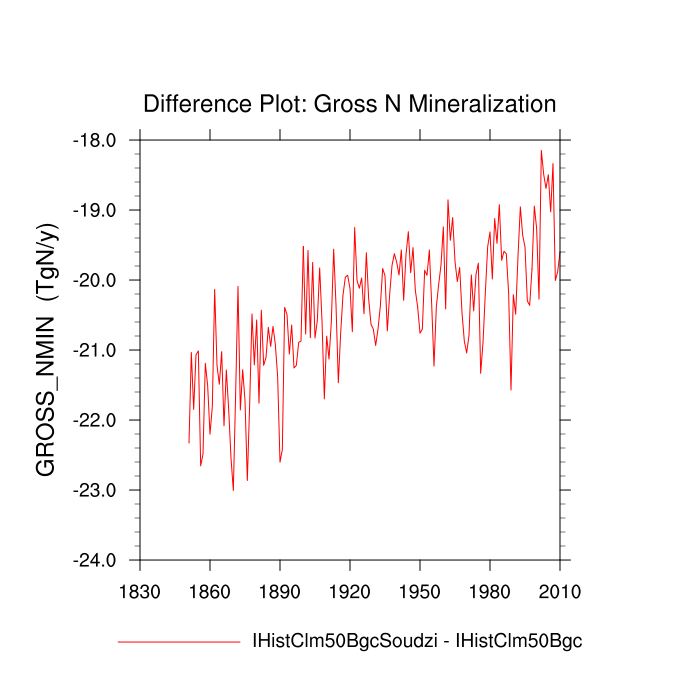 Difference Plot: Gross N Mineralization
GROSS_NMIN (TgN/y)
-18.0
-19.0
-20.0
-21.0
-22.0
-23.0
-24.0
1830 1860 1890 1920 1950 1980 2010
IHistClm50BgcSoudzi - IHistClm50Bgc